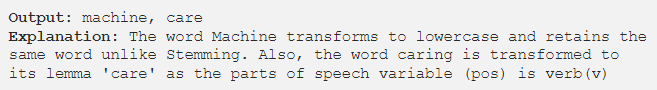 Output: machine, care
Explanation: The word Machine transforms to lowercase and retains the
same word unlike Stemming. Also, the word caring is transformed to
its lemma 'care' as the parts of speech variable (pos) is verb(v)